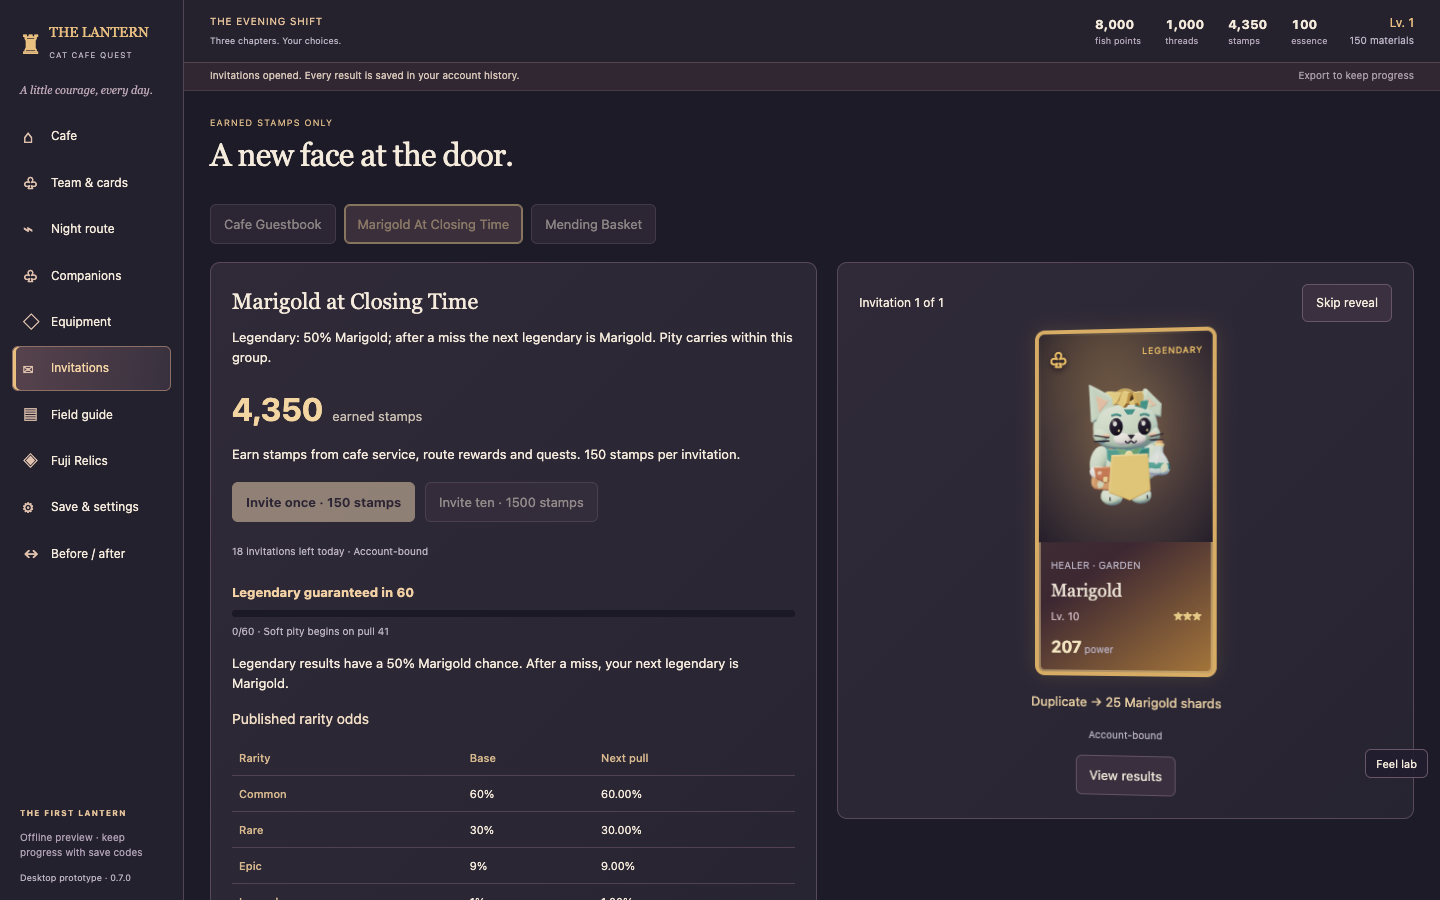 THE LANTERN
CAT CAFE QUEST
A little courage, every day.
Cafe
Team & cards
Night route
Companions
Equipment
Invitations
Field guide
Fuji Relics
Save & settings
Before / after
THE FIRST LANTERN
Offline preview · keep
progress with save codes
Desktop prototype · 0.7.0
THE EVENING SHIFT
Three chapters. Your choices.
8,000
fish points
1,000
threads
4,350
stamps
100
essence
Lv. 1
150 materials
Invitations opened. Every result is saved in your account history.
Export to keep progress
EARNED STAMPS ONLY
A new face at the door.
Cafe Guestbook
Marigold At Closing Time
Mending Basket
Marigold at Closing Time
Legendary: 50% Marigold; after a miss the next legendary is Marigold. Pity carries within this
group.
4,350 earned stamps
Earn stamps from cafe service, route rewards and quests. 150 stamps per invitation.
Invite once · 150 stamps
Invite ten · 1500 stamps
18 invitations left today · Account-bound
Legendary guaranteed in 60
0/60 · Soft pity begins on pull 41
Legendary results have a 50% Marigold chance. After a miss, your next legendary is
Marigold.
Published rarity odds
Rarity Base Next pull
Common 60% 60.00%
Rare 30% 30.00%
Epic 9% 9.00%
Invitation 1 of 1
Skip reveal
LEGENDARY
HEALER · GARDEN
Marigold
Lv. 10 ★★★
207 power
Duplicate → 25 Marigold shards
Account-bound
View results
Feel lab